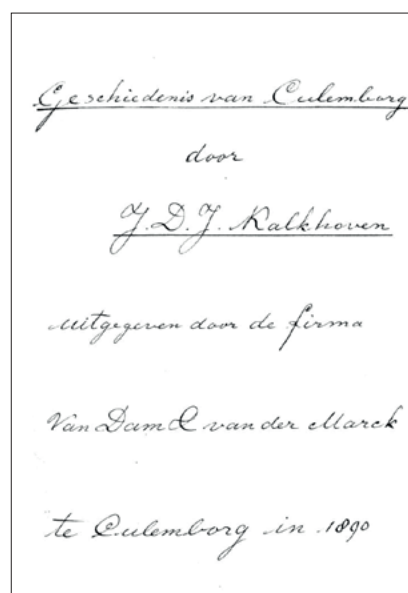 Geschiedenis van Culemborg
door
J. D. J. Kalkhoven
uitgegeven door de firma
Van Dam & van der Marck
te Culemborg in 1890